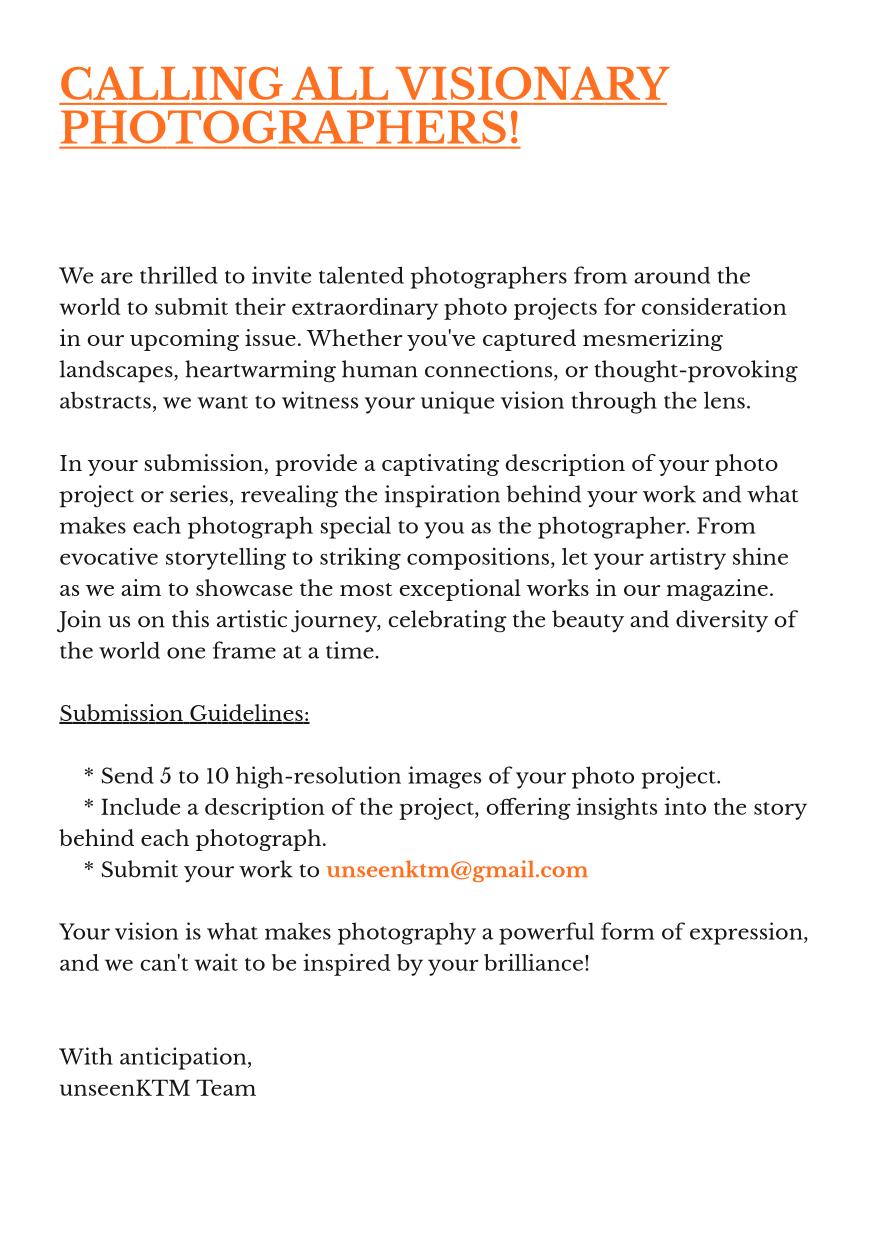 CALLING ALL VISIONARY
PHOTOGRAPHERS!
We are thrilled to invite talented photographers from around the
world to submit their extraordinary photo projects for consideration
in our upcoming issue. Whether you've captured mesmerizing
landscapes, heartwarming human connections, or thought-provoking
abstracts, we want to witness your unique vision through the lens.
In your submission, provide a captivating description of your photo
project or series, revealing the inspiration behind your work and what
makes each photograph special to you as the photographer. From
evocative storytelling to striking compositions, let your artistry shine
as we aim to showcase the most exceptional works in our magazine.
Join us on this artistic journey, celebrating the beauty and diversity of
the world one frame at a time.
Submission Guidelines:
* Send 5 to 10 high-resolution images of your photo project.
* Include a description of the project, offering insights into the story
behind each photograph.
* Submit your work to unseenktm@gmail.com
Your vision is what makes photography a powerful form of expression,
and we can't wait to be inspired by your brilliance!
With anticipation,
unseenKTM Team